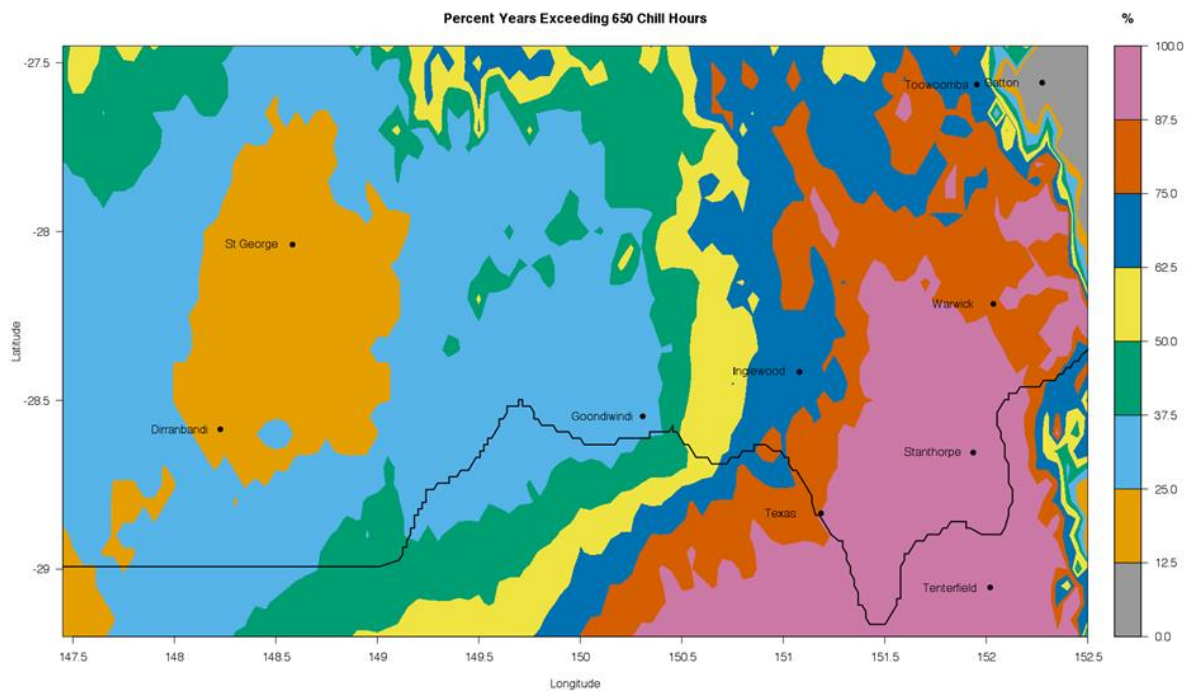 Percent Years Exceeding 650 Chill Hours
%
-27.5
-28
-28.5
-29
Latitude
Toowoomba
Gatton
St George
Warwick
Inglewood
Goondiwindi
Dirranbandi
Stanthorpe
Texas
Tenterfield
100.0
87.5
75.0
62.5
50.0
37.5
25.0
12.5
0.0
147.5 148 148.5 149 149.5 150 150.5 151 151.5 152 152.5
Longitude